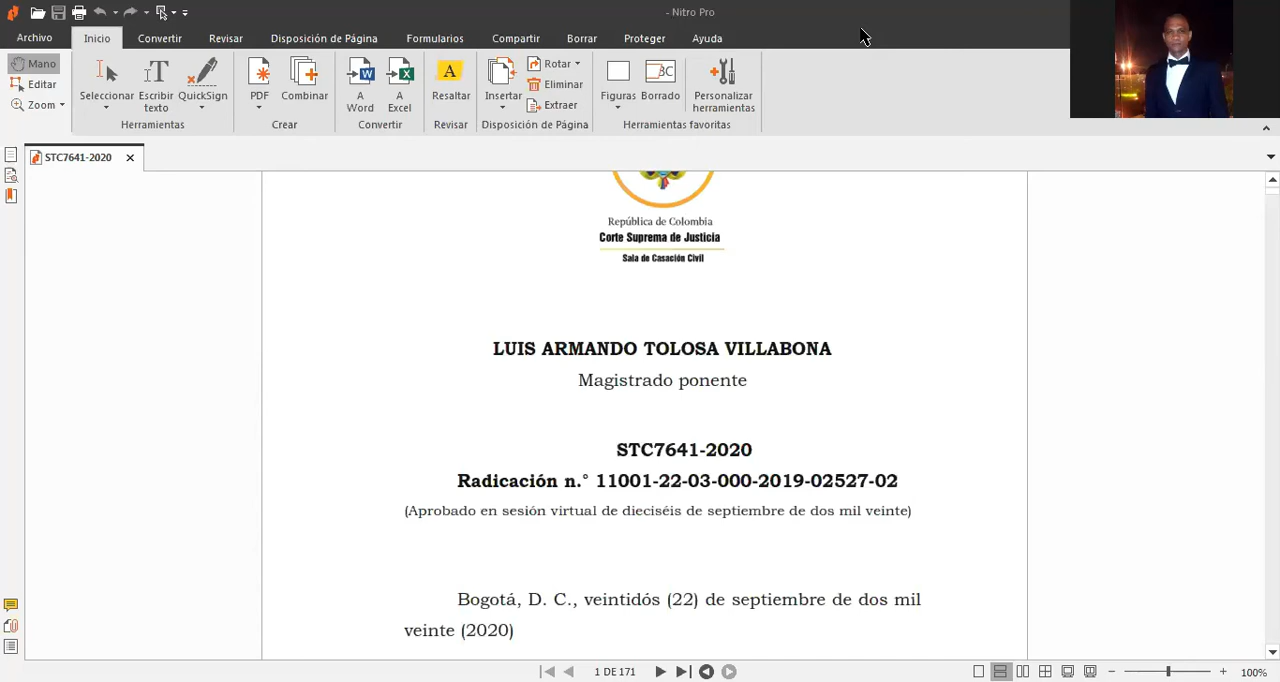 - Nitro Pro
Archivo Inicio Convertir Revisar Disposición de Página Formularios Compartir Borrar Proteger Ayuda
Mano
Editar
Zoom
Seleccionar
Escribir texto
QuickSign
Herramientas
PDF
Combinar
Crear
A Word
A Excel
Convertir
A
Resaltar
Revisar
Insertar
Rotar
Eliminar
Extraer
Disposición de Página
Figuras
Borrado
Personalizar herramientas
Herramientas favoritas
STC7641-2020
República de Colombia
Corte Suprema de Justicia
Sala de Casación Civil
LUIS ARMANDO TOLOSA VILLABONA
Magistrado ponente
STC7641-2020
Radicación n.° 11001-22-03-000-2019-02527-02
(Aprobado en sesión virtual de dieciséis de septiembre de dos mil veinte)
Bogotá, D. C., veintidós (22) de septiembre de dos mil
veinte (2020)
1 DE 171
100%